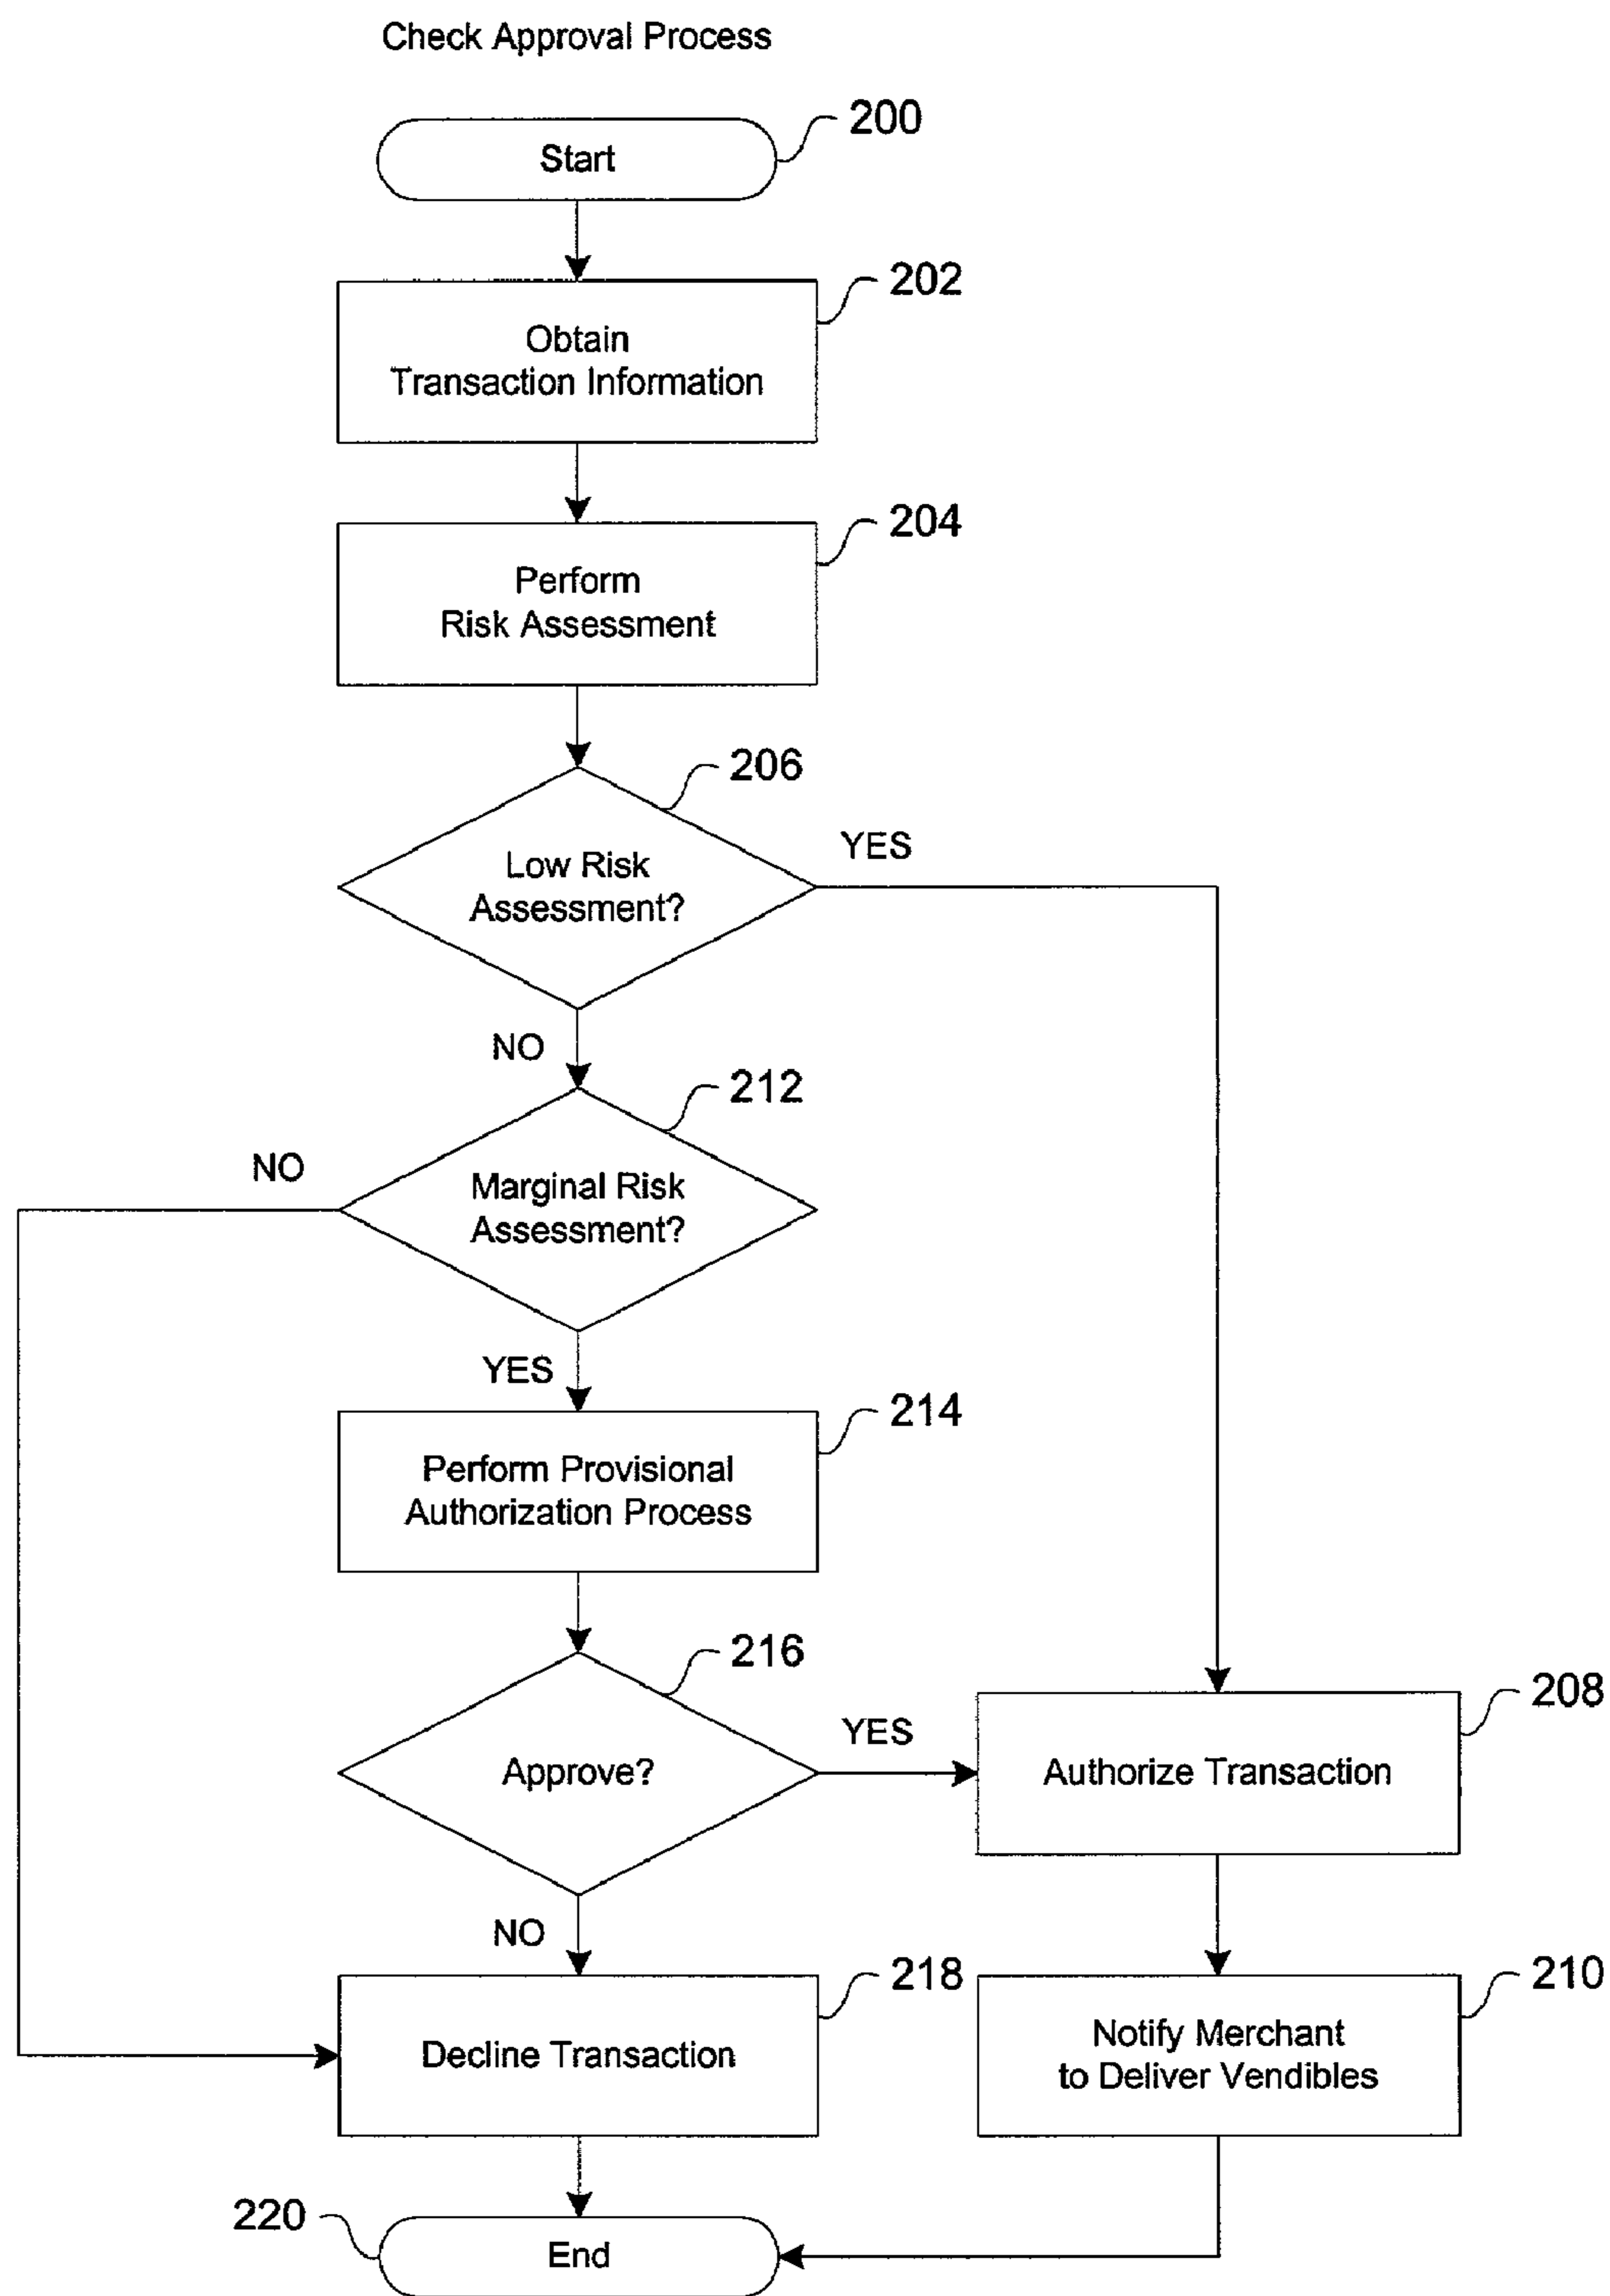 Check Approval Process
200
Start
202
Obtain
Transaction Information
204
Perform
Risk Assessment
206
YES
Low Risk
Assessment?
NO
212
NO
Marginal Risk
Assessment?
YES
214
Perform Provisional
Authorization Process
216
YES
208
Approve?
Authorize Transaction
NO
218
210
Decline Transaction
Notify Merchant
to Deliver Vendibles
220
End